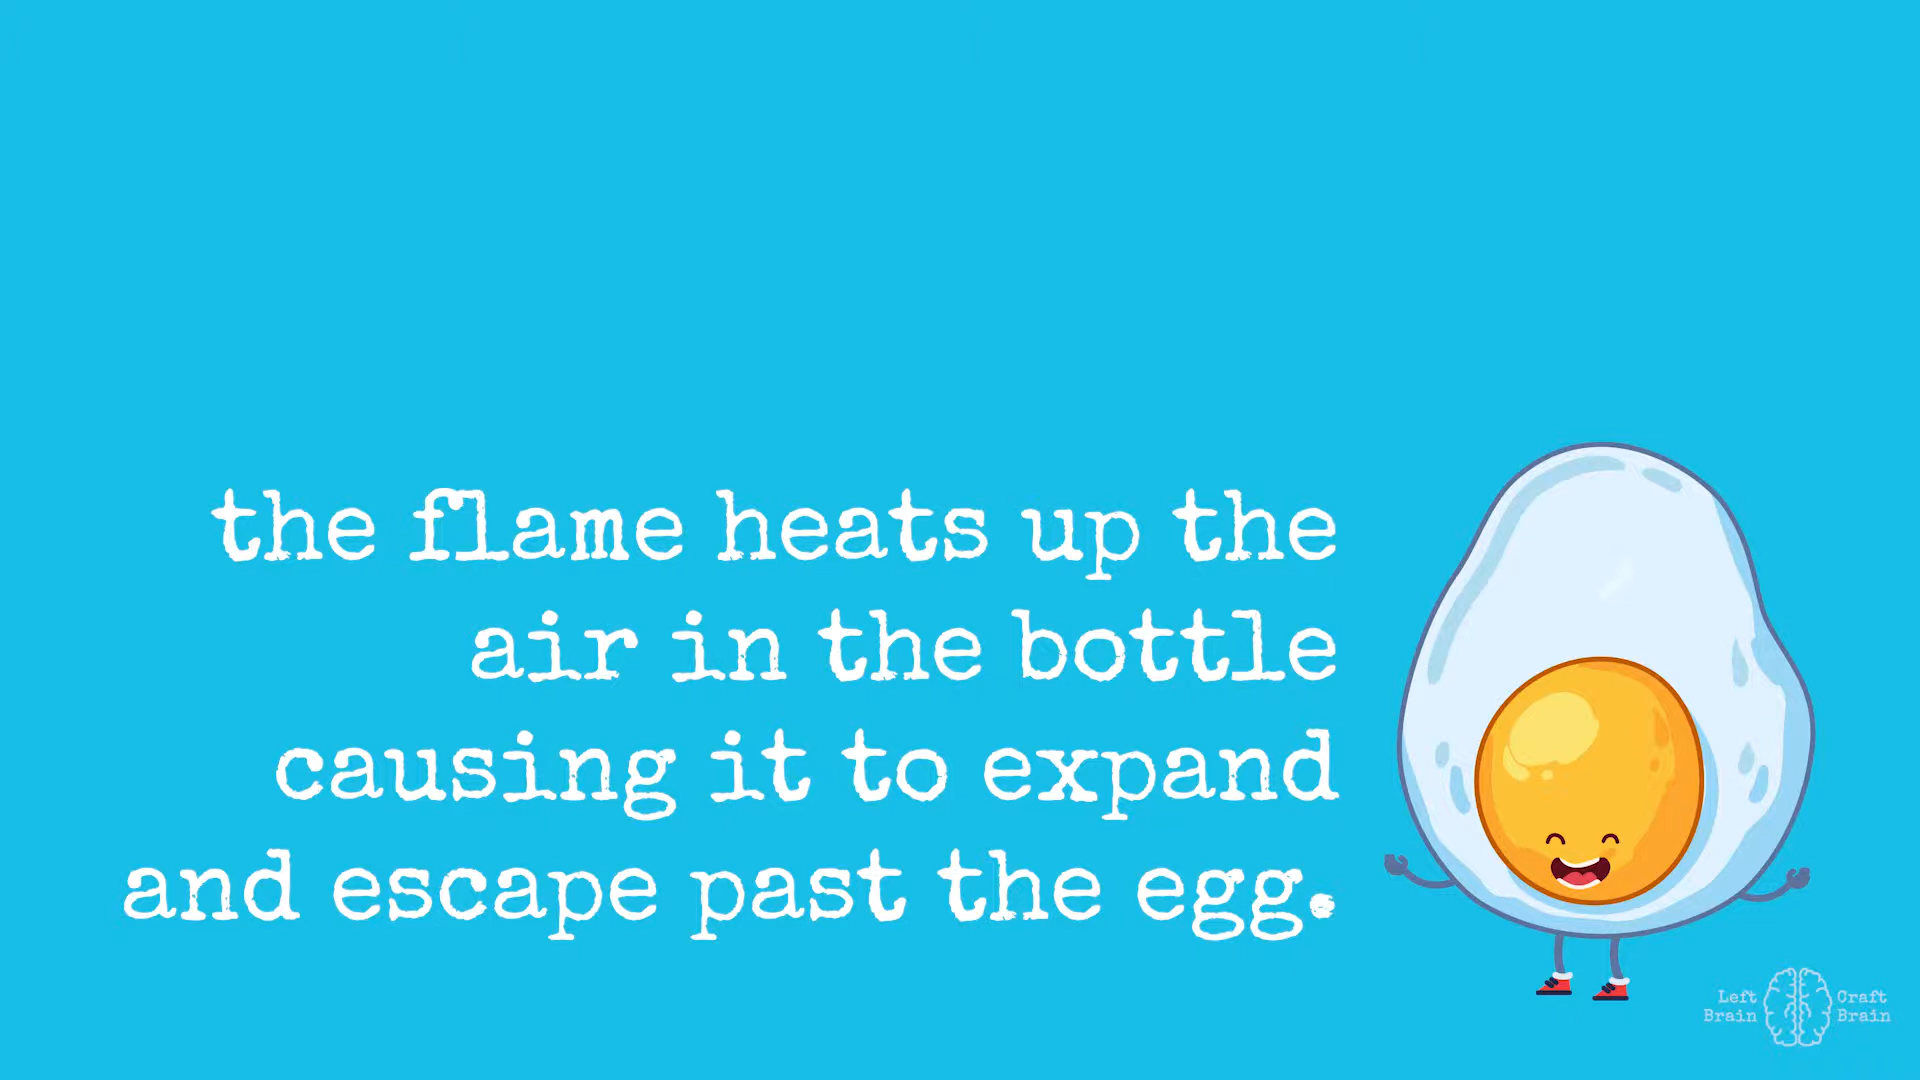 the flame heats up the
air in the bottle
causing it to expand
and escape past the egg.
Left Craft
Brain Brain